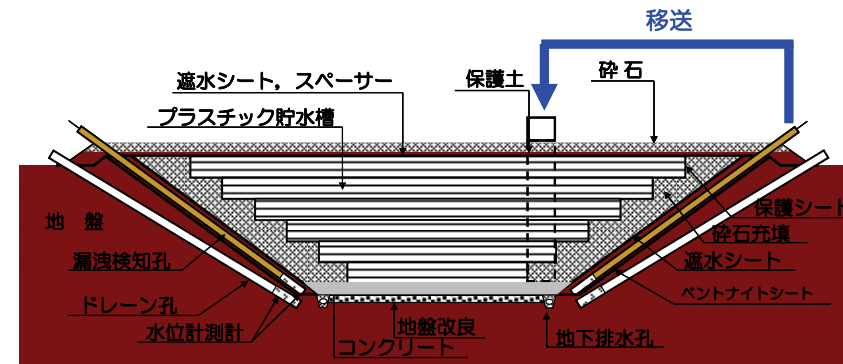 移送
遮水シート，スペーサー
保護土
砕 石
プラスチック貯水槽
地 盤
保護シート
砕石充填
漏洩検知孔
遮水シート
ベントナイトシート
ドレーン孔
水位計測計
地盤改良
地下排水孔
コンクリート